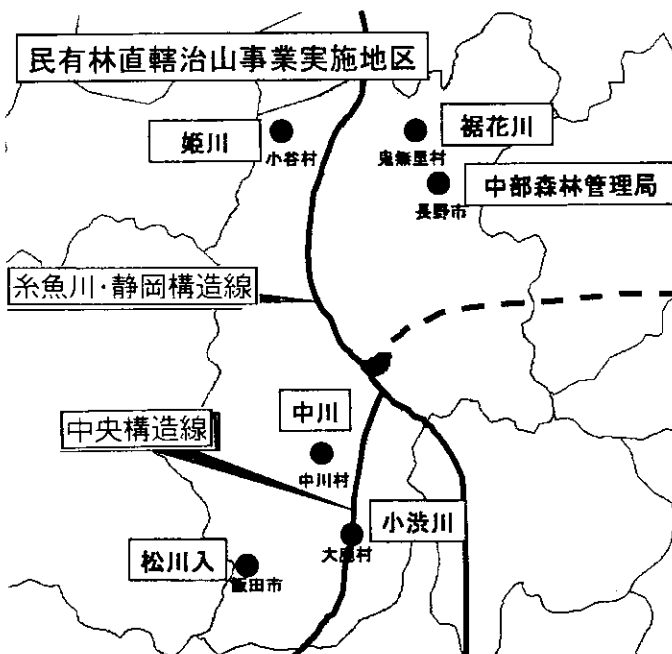 民有林直轄治山事業実施地区
姫川
小谷村
裾花川
鬼無里村
中部森林管理局
長野市
糸魚川・静岡構造線
中川
中川村
中央構造線
小渋川
大鹿村
松川入
飯田市